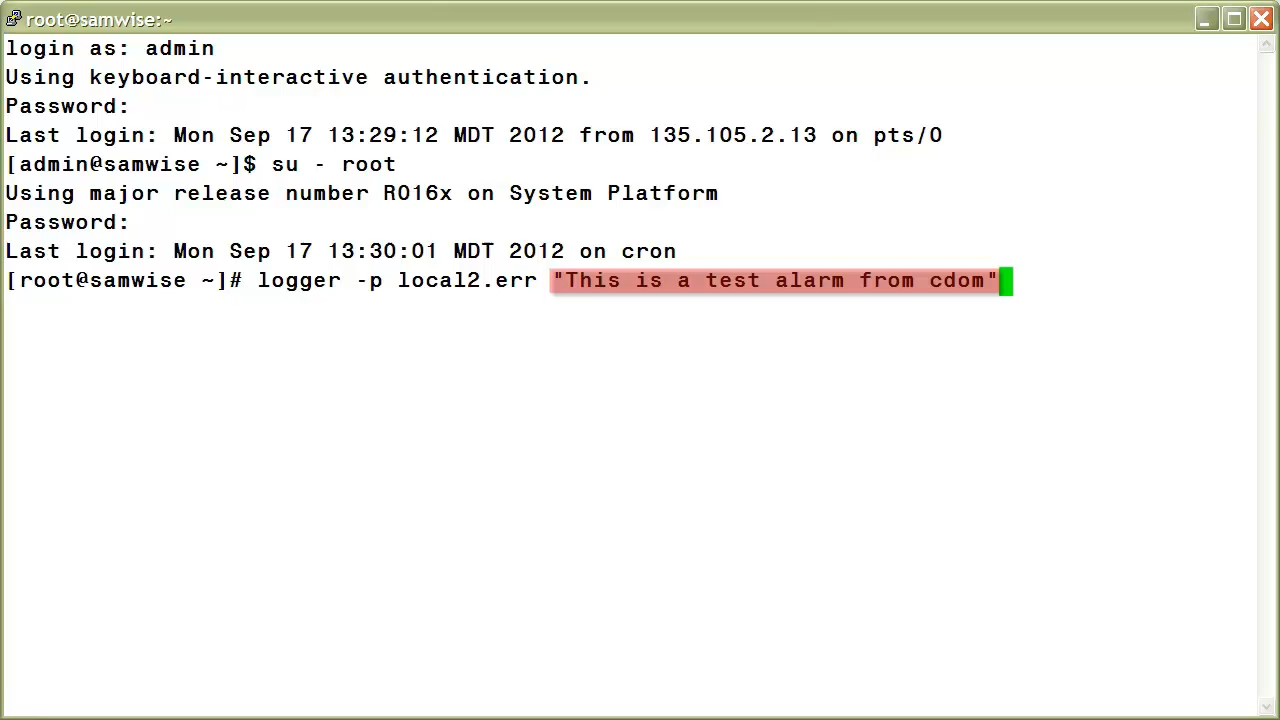 root@samwise:~
login as: admin
Using keyboard-interactive authentication.
Password:
Last login: Mon Sep 17 13:29:12 MDT 2012 from 135.105.2.13 on pts/0
[admin@samwise ~]$ su - root
Using major release number R016x on System Platform
Password:
Last login: Mon Sep 17 13:30:01 MDT 2012 on cron
[root@samwise ~]# logger -p local2.err "This is a test alarm from cdom"